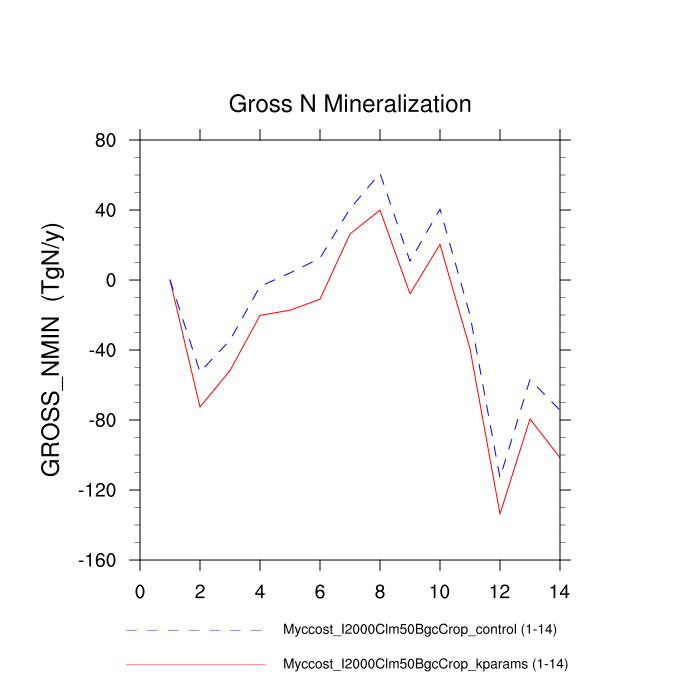 Gross N Mineralization
GROSS_NMIN (TgN/y)
80
40
0
-40
-80
-120
-160
0 2 4 6 8 10 12 14
Myccost_I2000Clm50BgcCrop_control (1-14)
Myccost_I2000Clm50BgcCrop_kparams (1-14)